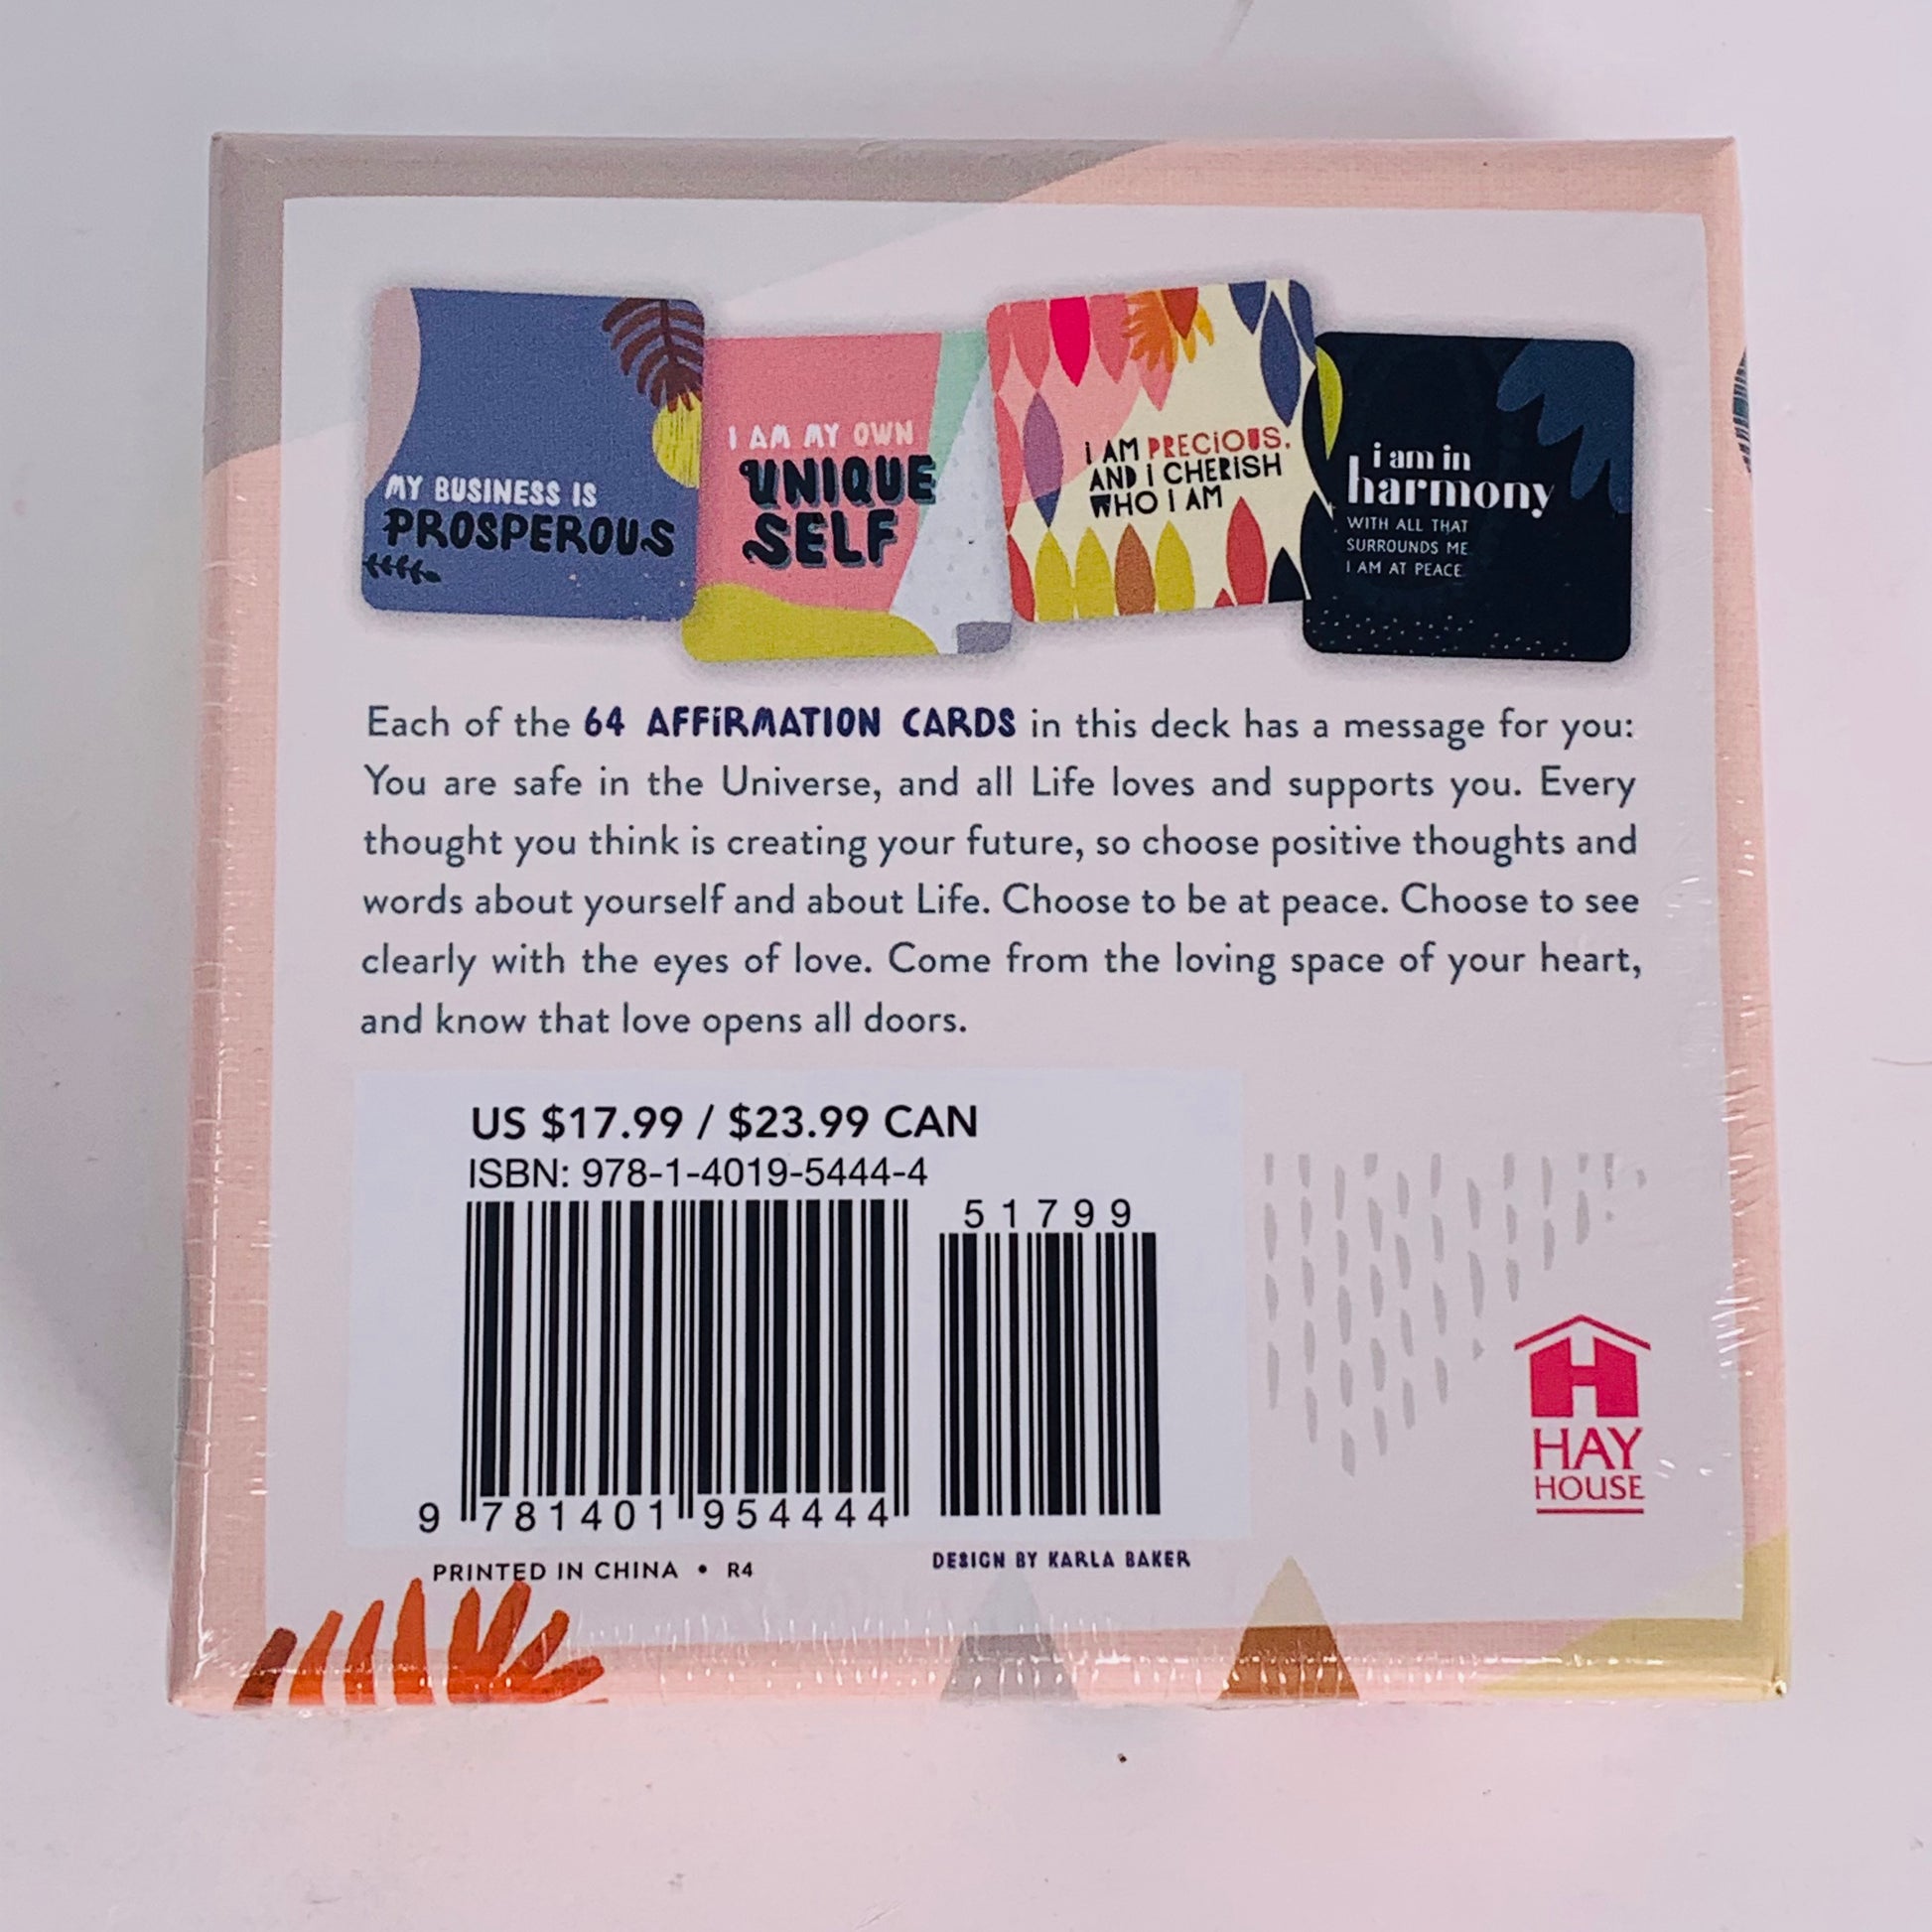 MY BUSINESS IS
PROSPEROUS
I AM MY OWN
UNIQUE
SELF
i AM PRECiOUS,
AND i CHERiSH
WHO I AM
i am in
harmony
WITH ALL THAT
SURROUNDS ME
I AM AT PEACE
Each of the 64 AFFiRMATION CARDS in this deck has a message for you:
You are safe in the Universe, and all Life loves and supports you. Every
thought you think is creating your future, so choose positive thoughts and
words about yourself and about Life. Choose to be at peace. Choose to see
clearly with the eyes of love. Come from the loving space of your heart,
and know that love opens all doors.
US $17.99 / $23.99 CAN
ISBN: 978-1-4019-5444-4
51799
9 781401 954444
PRINTED IN CHINA • R4
DESIGN BY KARLA BAKER
H
HAY
HOUSE